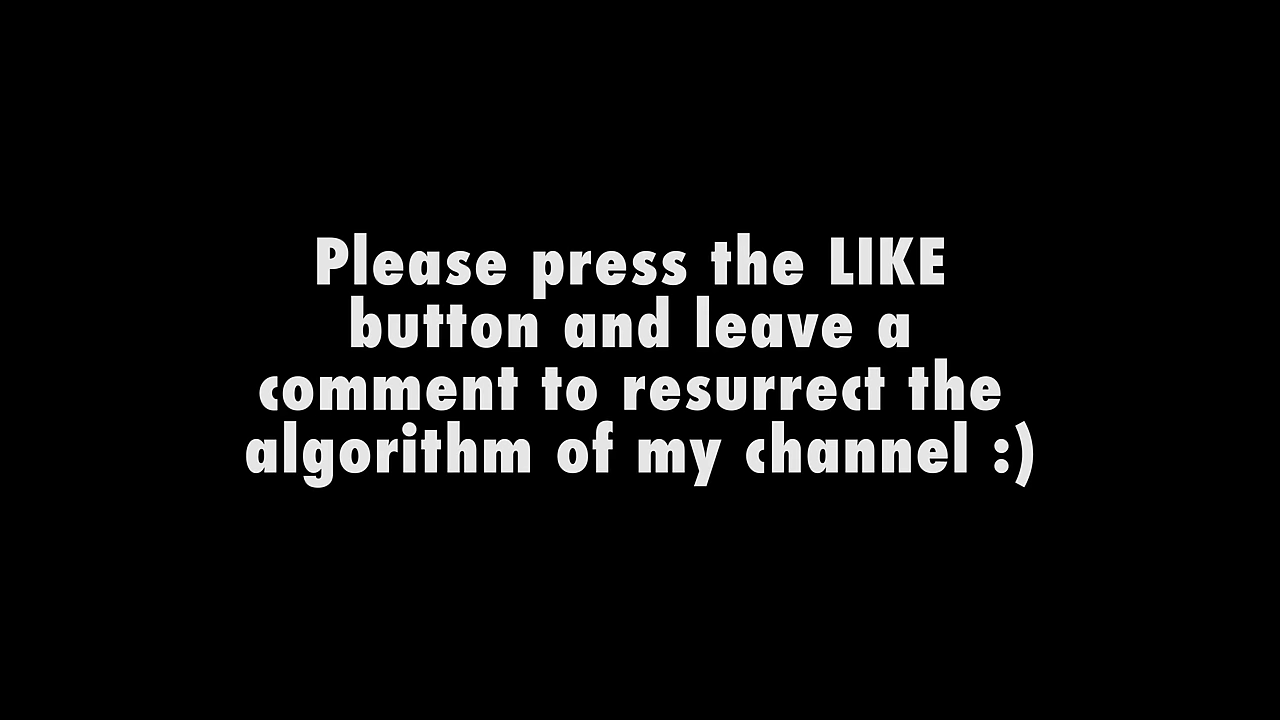 Please press the LIKE
button and leave a
comment to resurrect the
algorithm of my channel :)